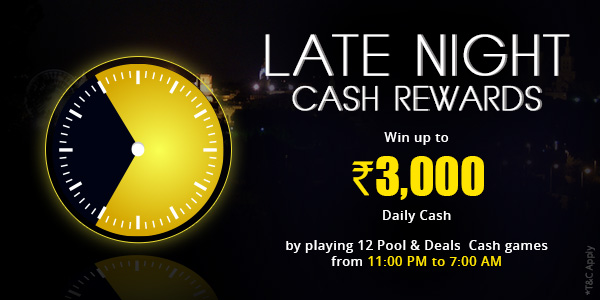 LATE NIGHT
CASH REWARDS
Win up to
₹3,000
Daily Cash
by playing 12 Pool & Deals Cash games
from 11:00 PM to 7:00 AM
*T&C Apply